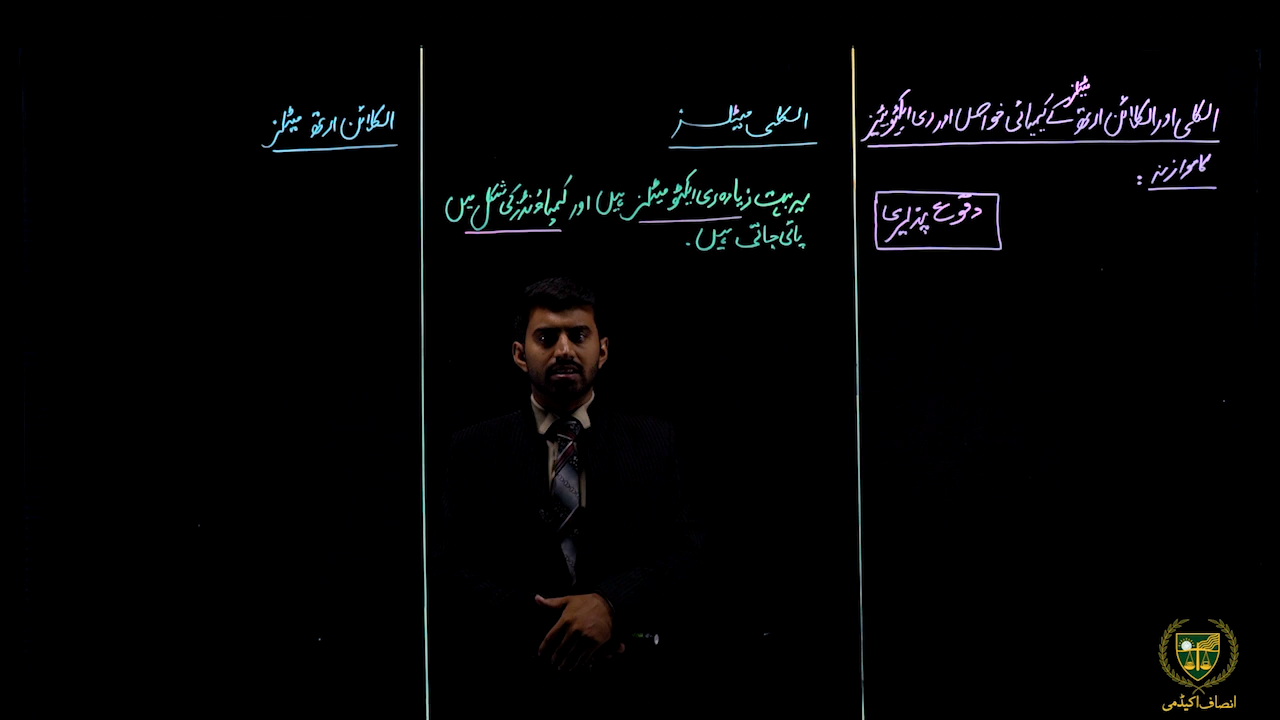 الکلی اور الکلائن ارتھ میٹلز کے کیمیائی خواص اور ری ایکٹیویٹیز
کا موازنہ :
وقوع پذیری
الکلی میٹلز
یہ بہت زیادہ ری ایکٹو میٹلز ہیں اور کمپاؤنڈز کی شکل میں
پائی جاتی ہیں۔
الکلائن ارتھ میٹلز
انصاف اکیڈمی